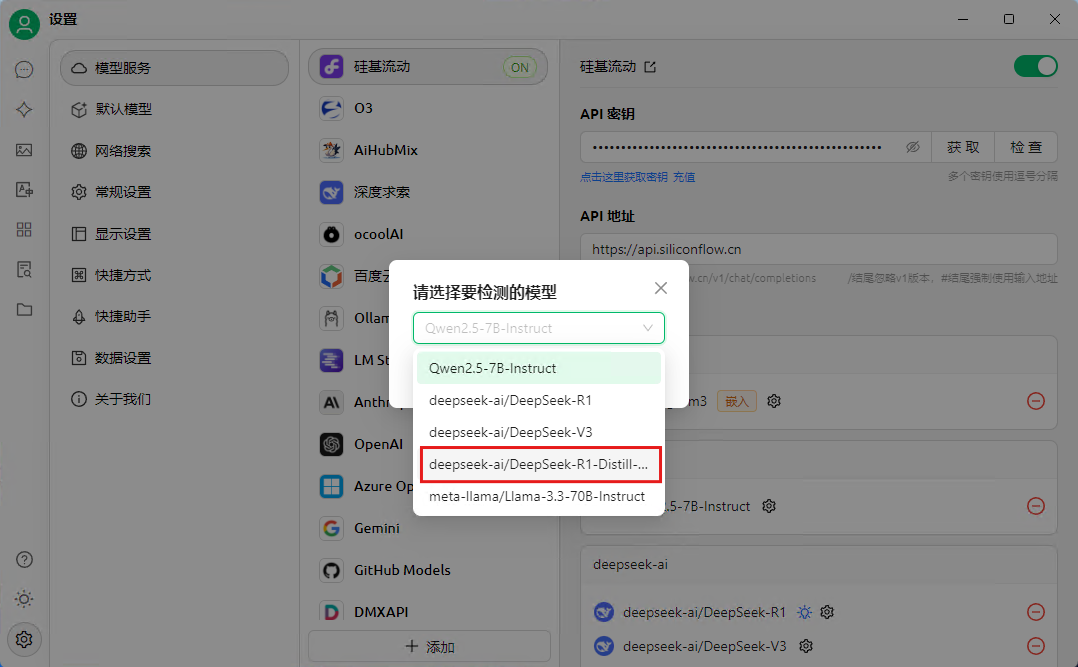 设置
模型服务
默认模型
网络搜索
常规设置
显示设置
快捷方式
快捷助手
数据设置
关于我们
硅基流动 ON
O3
AiHubMix
深度求索
ocoolAI
百度云
Ollam
LM St
Anthr
OpenAI
Azure Op
Gemini
GitHub Models
DMXAPI
添加
硅基流动
API 密钥
获取 检查
点击这里获取密钥 充值 多个密钥使用逗号分隔
API 地址
https://api.siliconflow.cn
w.cn/v1/chat/completions /结尾忽略v1版本，#结尾强制使用输入地址
m3 嵌入
2.5-7B-Instruct
deepseek-ai
deepseek-ai/DeepSeek-R1
deepseek-ai/DeepSeek-V3
请选择要检测的模型
Qwen2.5-7B-Instruct
Qwen2.5-7B-Instruct
deepseek-ai/DeepSeek-R1
deepseek-ai/DeepSeek-V3
deepseek-ai/DeepSeek-R1-Distill-...
meta-llama/Llama-3.3-70B-Instruct